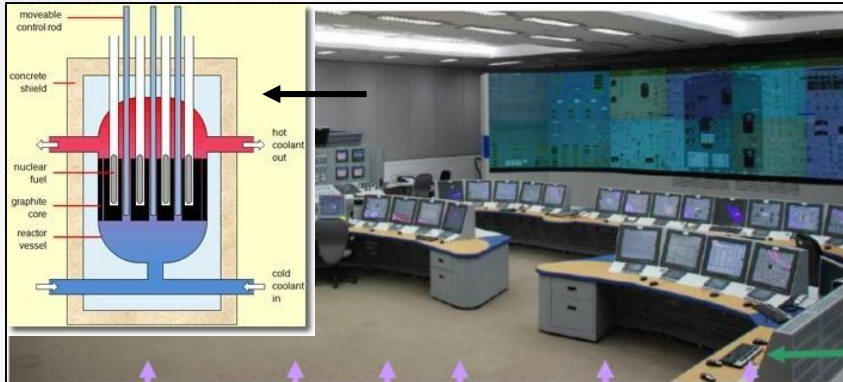 moveable
control rod
concrete
shield
hot
coolant
out
nuclear
fuel
graphite
core
reactor
vessel
cold
coolant
in